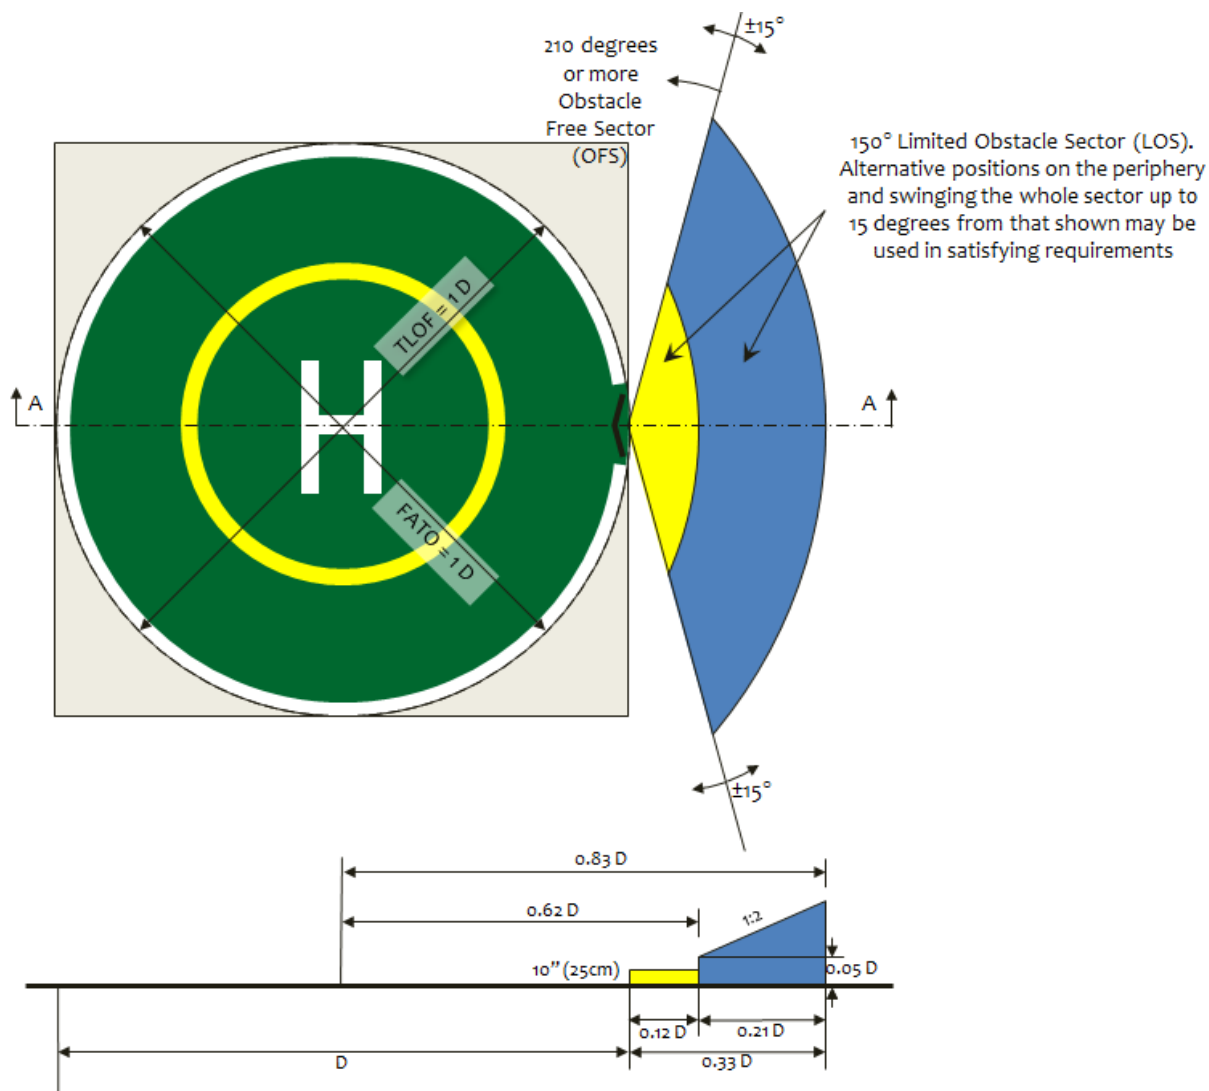 ±15°
210 degrees
or more
Obstacle
Free Sector
(OFS)
150° Limited Obstacle Sector (LOS).
Alternative positions on the periphery
and swinging the whole sector up to
15 degrees from that shown may be
used in satisfying requirements
TLOF = 1 D
H
A
A
FATO = 1 D
±15°
0.83 D
0.62 D
1:2
10” (25cm)
0.05 D
0.12 D
0.21 D
D
0.33 D